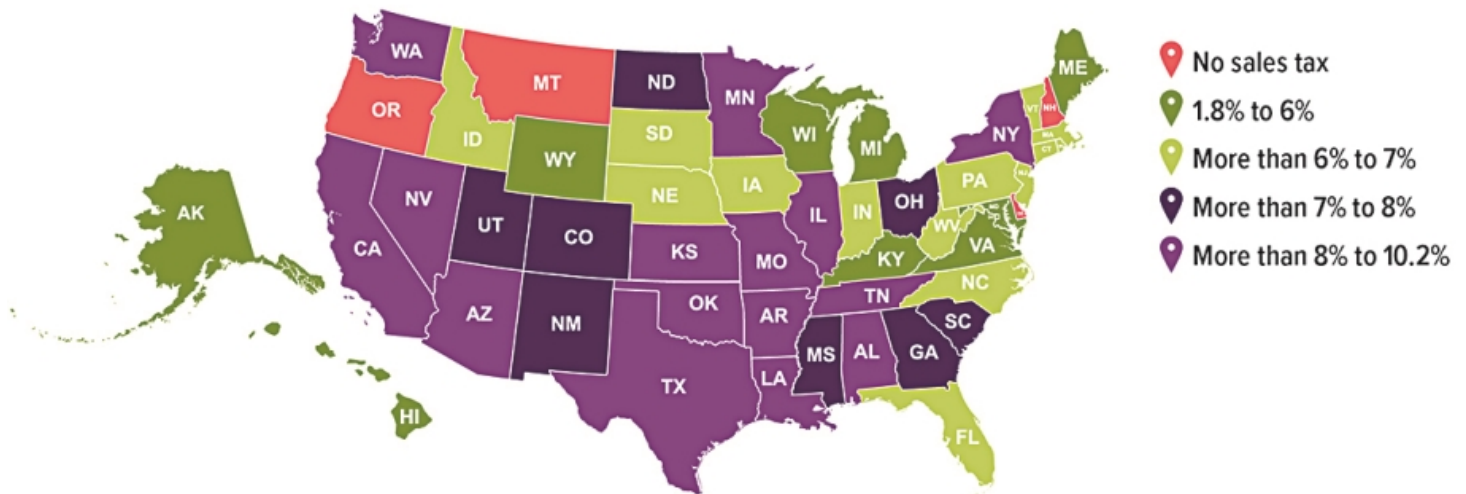 WA
MT
ND
MN
ME
OR
ID
SD
WI
MI
NY
VT
NH
MA
CT
WY
NE
IA
PA
NJ
NV
UT
CO
IL
IN
OH
WV
VA
MD
AK
CA
KS
MO
KY
NC
AZ
NM
OK
AR
TN
SC
TX
LA
MS
AL
GA
HI
FL
No sales tax
1.8% to 6%
More than 6% to 7%
More than 7% to 8%
More than 8% to 10.2%